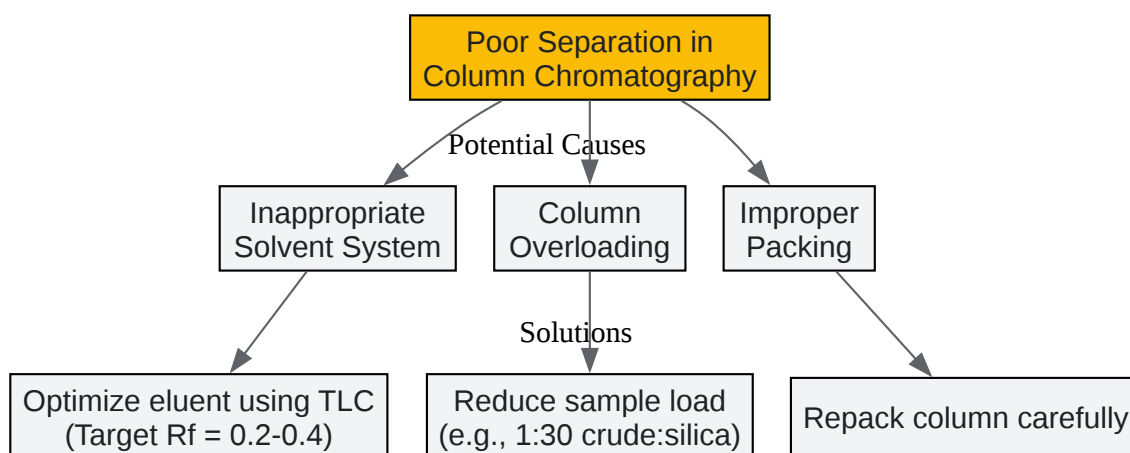 Poor Separation in
Column Chromatography
Potential Causes
Inappropriate
Solvent System
Column
Overloading
Improper
Packing
Solutions
Optimize eluent using TLC
(Target Rf = 0.2-0.4)
Reduce sample load
(e.g., 1:30 crude:silica)
Repack column carefully